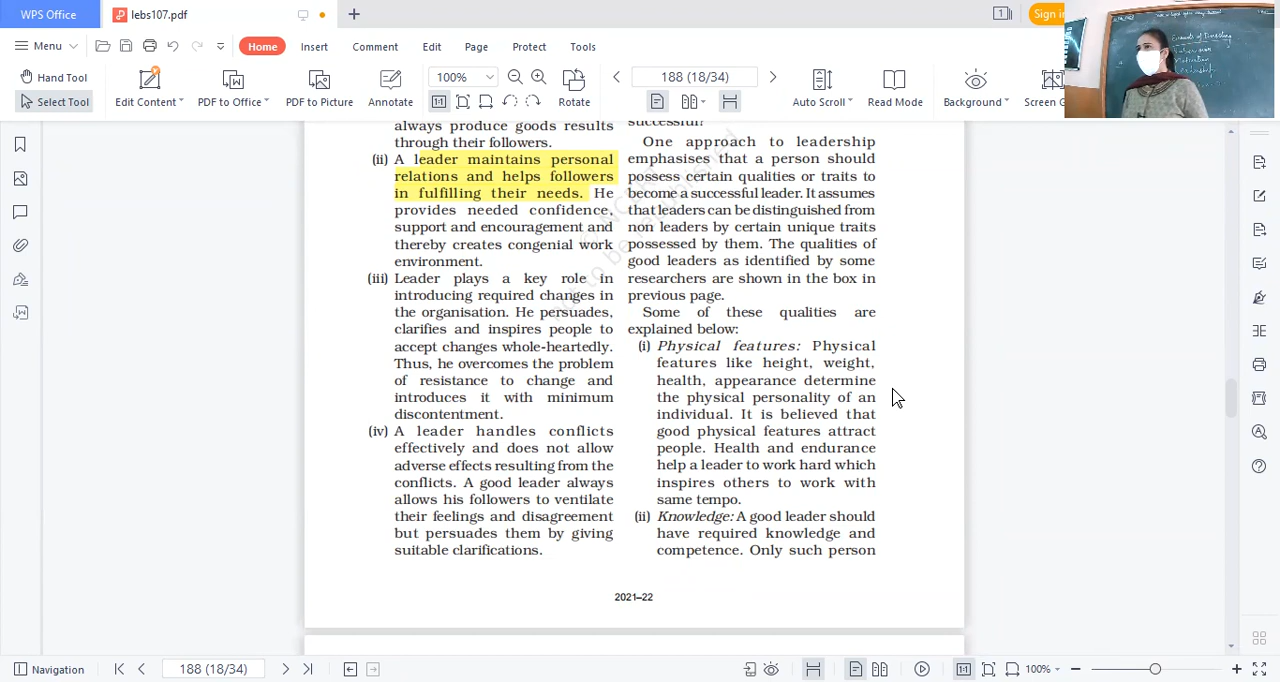 WPS Office
lebs107.pdf
1
Sign in
Menu
Home
Insert
Comment
Edit
Page
Protect
Tools
Hand Tool
Select Tool
Edit Content
PDF to Office
PDF to Picture
Annotate
100%
Rotate
188 (18/34)
Auto Scroll
Read Mode
Background
Screen G
Elements of Directing
Motivation
always produce goods results
through their followers.
(ii) A leader maintains personal
relations and helps followers
in fulfilling their needs. He
provides needed confidence,
support and encouragement and
thereby creates congenial work
environment.
(iii) Leader plays a key role in
introducing required changes in
the organisation. He persuades,
clarifies and inspires people to
accept changes whole-heartedly.
Thus, he overcomes the problem
of resistance to change and
introduces it with minimum
discontentment.
(iv) A leader handles conflicts
effectively and does not allow
adverse effects resulting from the
conflicts. A good leader always
allows his followers to ventilate
their feelings and disagreement
but persuades them by giving
suitable clarifications.
successful?
One approach to leadership
emphasises that a person should
possess certain qualities or traits to
become a successful leader. It assumes
that leaders can be distinguished from
non leaders by certain unique traits
possessed by them. The qualities of
good leaders as identified by some
researchers are shown in the box in
previous page.
Some of these qualities are
explained below:
(i) Physical features: Physical
features like height, weight,
health, appearance determine
the physical personality of an
individual. It is believed that
good physical features attract
people. Health and endurance
help a leader to work hard which
inspires others to work with
same tempo.
(ii) Knowledge: A good leader should
have required knowledge and
competence. Only such person
2021–22
Navigation
188 (18/34)
100%